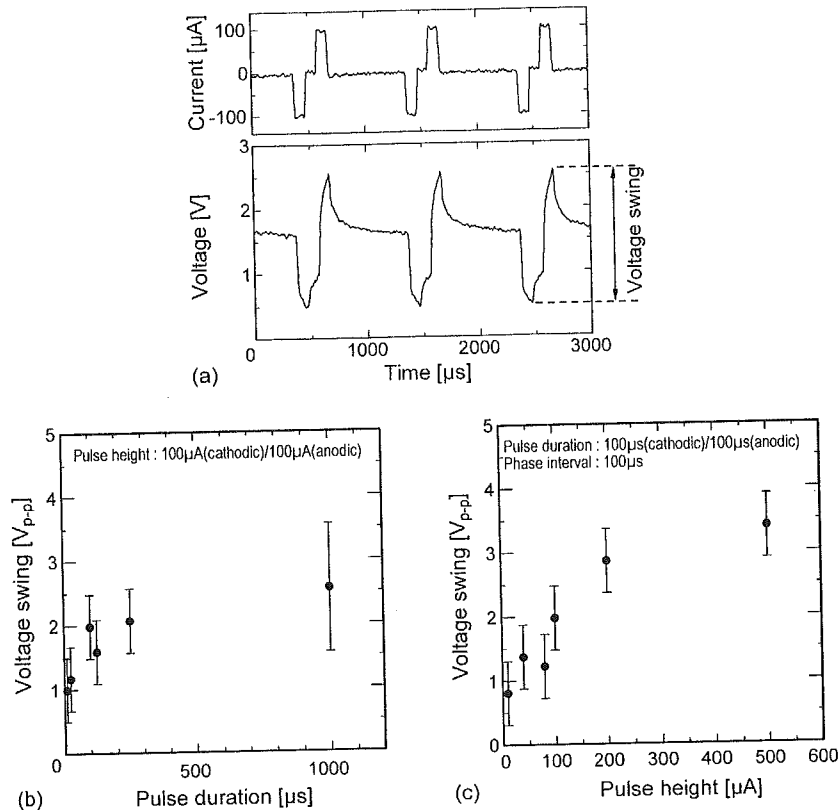 100
0
-100
Current [µA]
3
2
1
Voltage [V]
Voltage swing
0
1000
2000
3000
Time [µs]
(a)
5
4
3
2
1
Voltage swing [Vp-p]
Pulse height : 100µA(cathodic)/100µA(anodic)
0
500
1000
Pulse duration [µs]
(b)
5
4
3
2
1
0
Voltage swing [Vp-p]
Pulse duration : 100µs(cathodic)/100µs(anodic)
Phase interval : 100µs
0
100
200
300
400
500
600
Pulse height [µA]
(c)